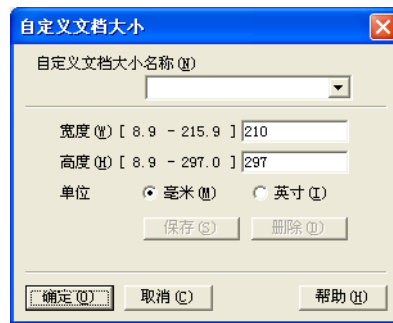 自定义文档大小
自定义文档大小名称(N)
宽度(W) [ 8.9 - 215.9 ] 210
高度(H) [ 8.9 - 297.0 ] 297
单位 毫米(M) 英寸(I)
保存(S) 删除(D)
确定(O) 取消(C) 帮助(H)